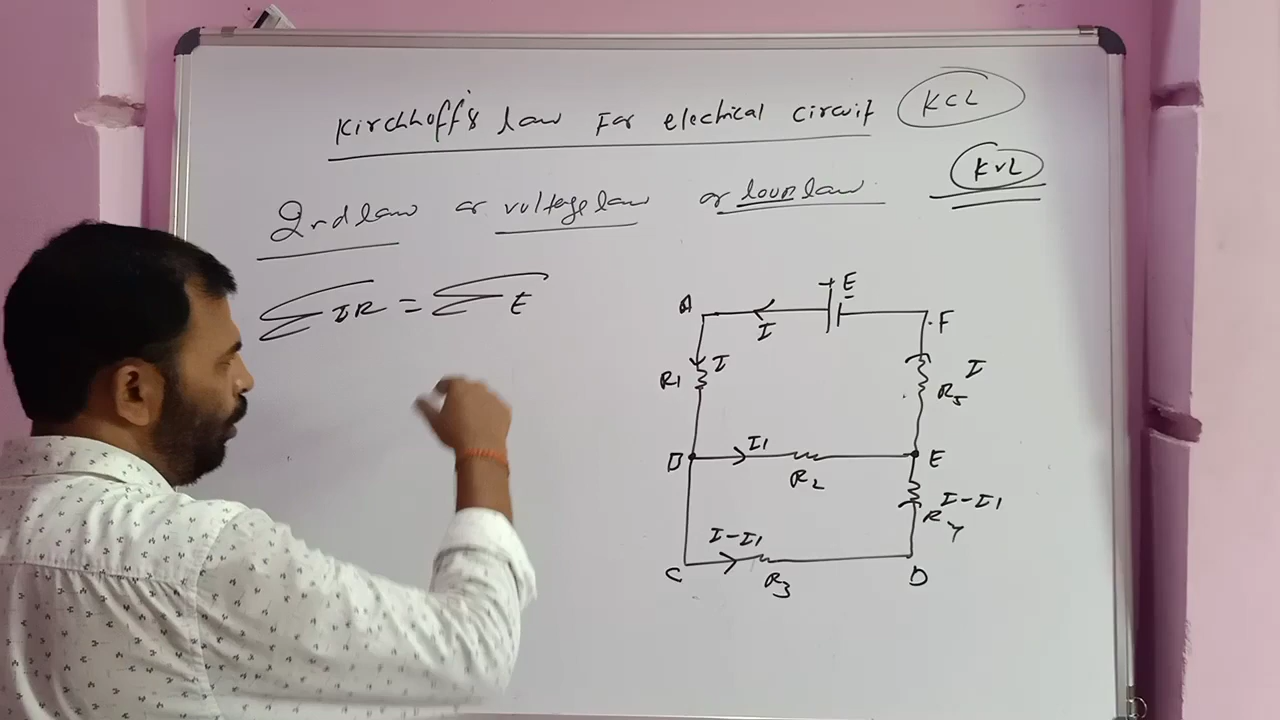 Kirchhoff's law For electrical circuit KCL
KVL
2nd law or voltage law or loop law
ΣIR = ΣE
+ E -
A I F
R1 I I R5
B I1 R2 E
I-I1 R4
I-I1
C R3 D